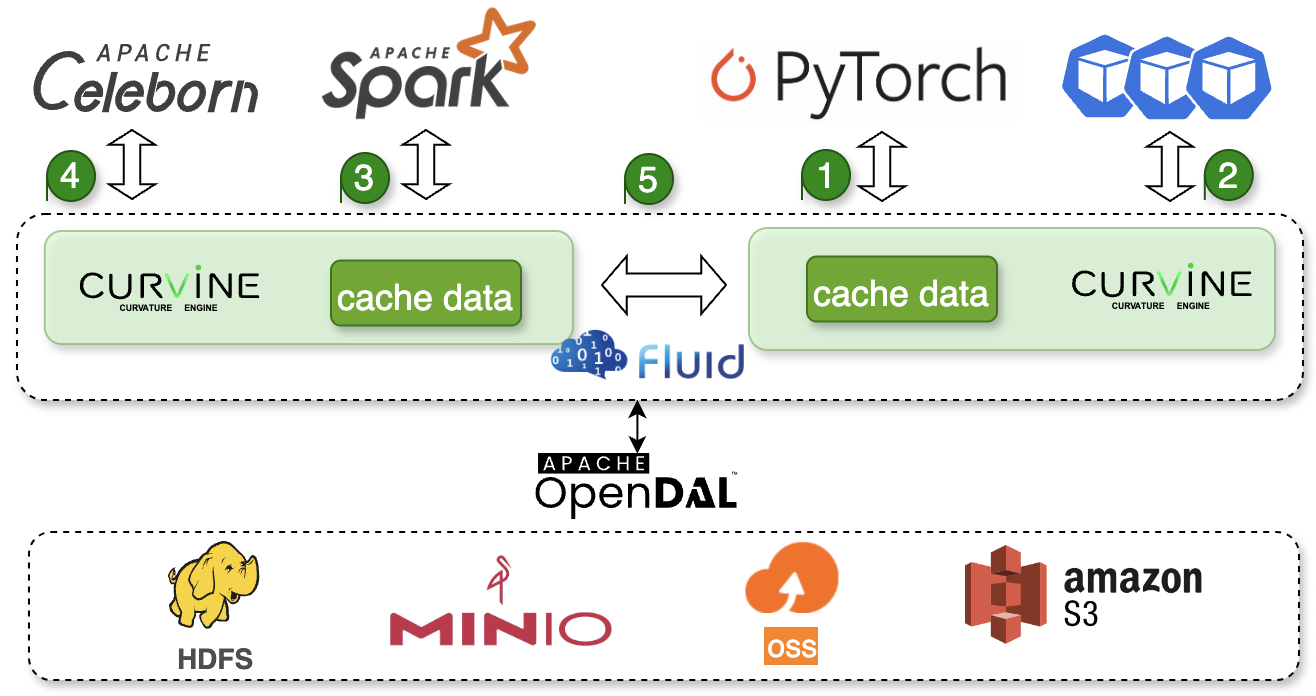 APACHE
Celeborn
APACHE
Spark
PyTorch
4
3
5
1
2
CURVINE
CURVATURE ENGINE
cache data
cache data
CURVINE
CURVATURE ENGINE
Fluid
APACHE
OpenDAL™
HDFS
MINIO
OSS
amazon
S3